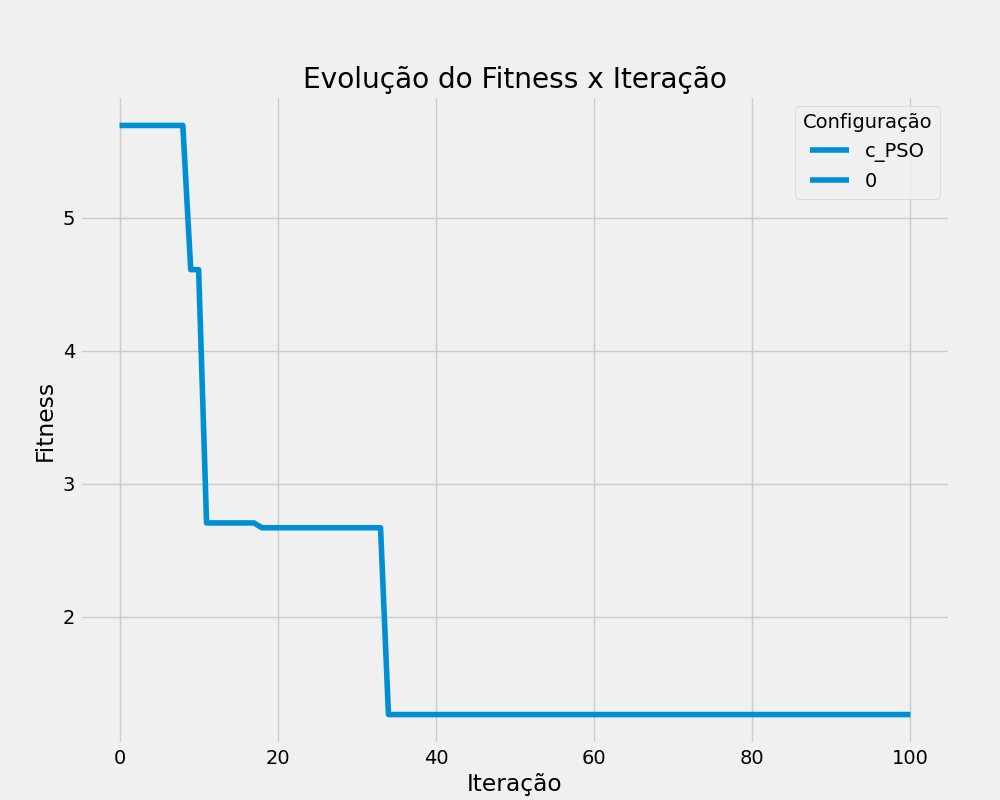 Evolução do Fitness x Iteração
Configuração
c_PSO
0
Fitness
5
4
3
2
0 20 40 60 80 100
Iteração